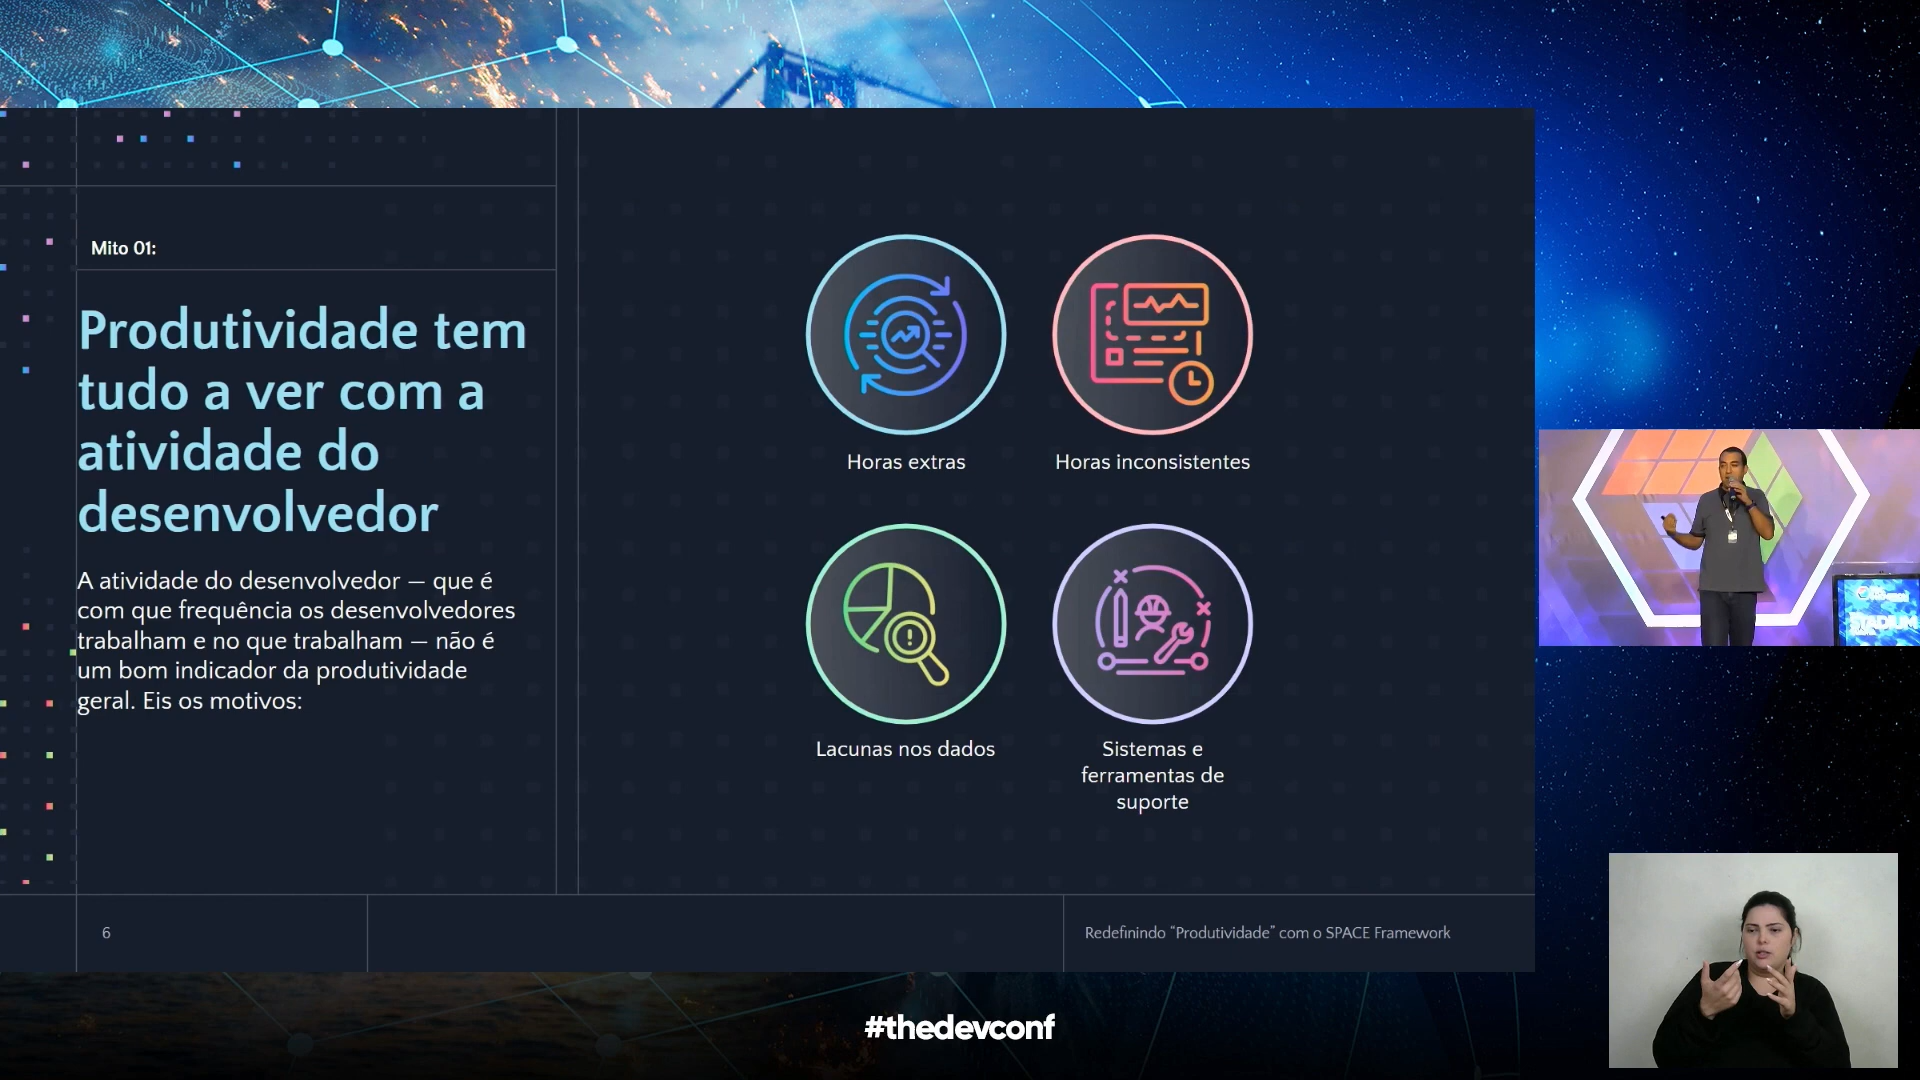 Mito 01:
Produtividade tem
tudo a ver com a
atividade do
desenvolvedor
A atividade do desenvolvedor — que é
com que frequência os desenvolvedores
trabalham e no que trabalham — não é
um bom indicador da produtividade
geral. Eis os motivos:
Horas extras
Horas inconsistentes
Lacunas nos dados
Sistemas e
ferramentas de
suporte
6
Redefinindo “Produtividade” com o SPACE Framework
STADIUM
#thedevconf